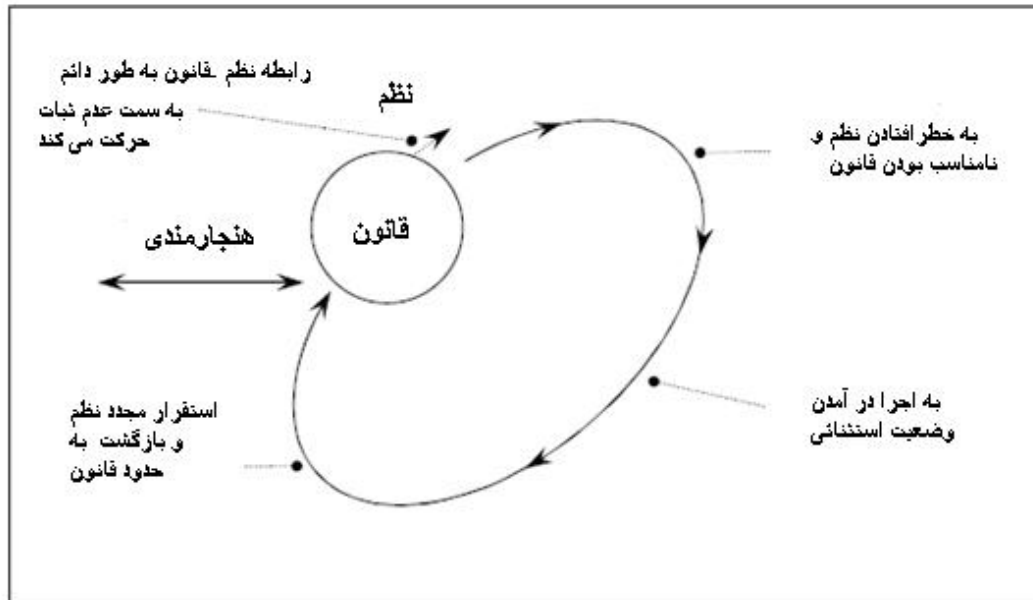 رابطه نظم ـقانون به طور دائم
به سمت عدم ثبات
حرکت می‌کند
نظم
قانون
هنجارمندی
به خطر افتادن نظم و
نامناسب بودن قانون
به اجرا در آمدن
وضعیت استثنائی
استقرار مجدد نظم
و بازگشت به
حدود قانون